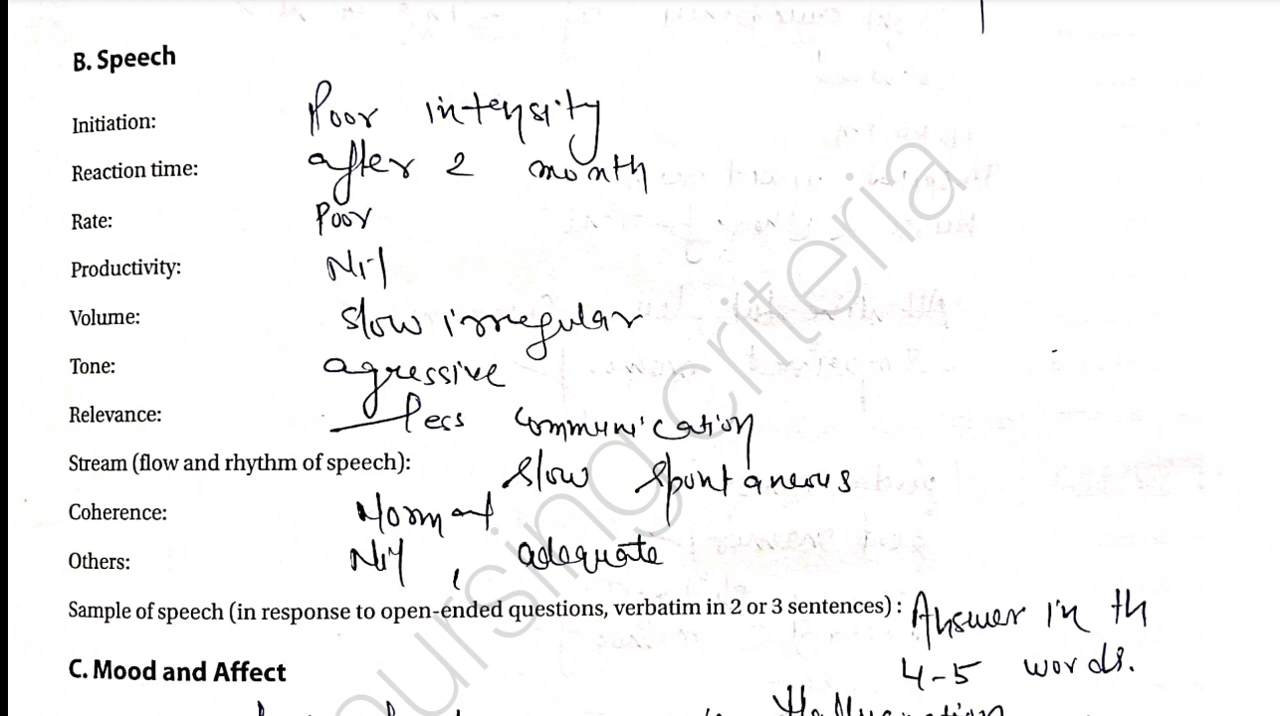 B. Speech
Initiation: Poor intensity
Reaction time: after 2 month
Rate: Poor
Productivity: Nil
Volume: Slow irregular
Tone: agressive
Relevance: less communication
Stream (flow and rhythm of speech): Slow spontaneous
Coherence: Normal
Others: Nil, adequate
Sample of speech (in response to open-ended questions, verbatim in 2 or 3 sentences) : Answer in th
4-5 words.
C. Mood and Affect
Hallucination
nursing criteria